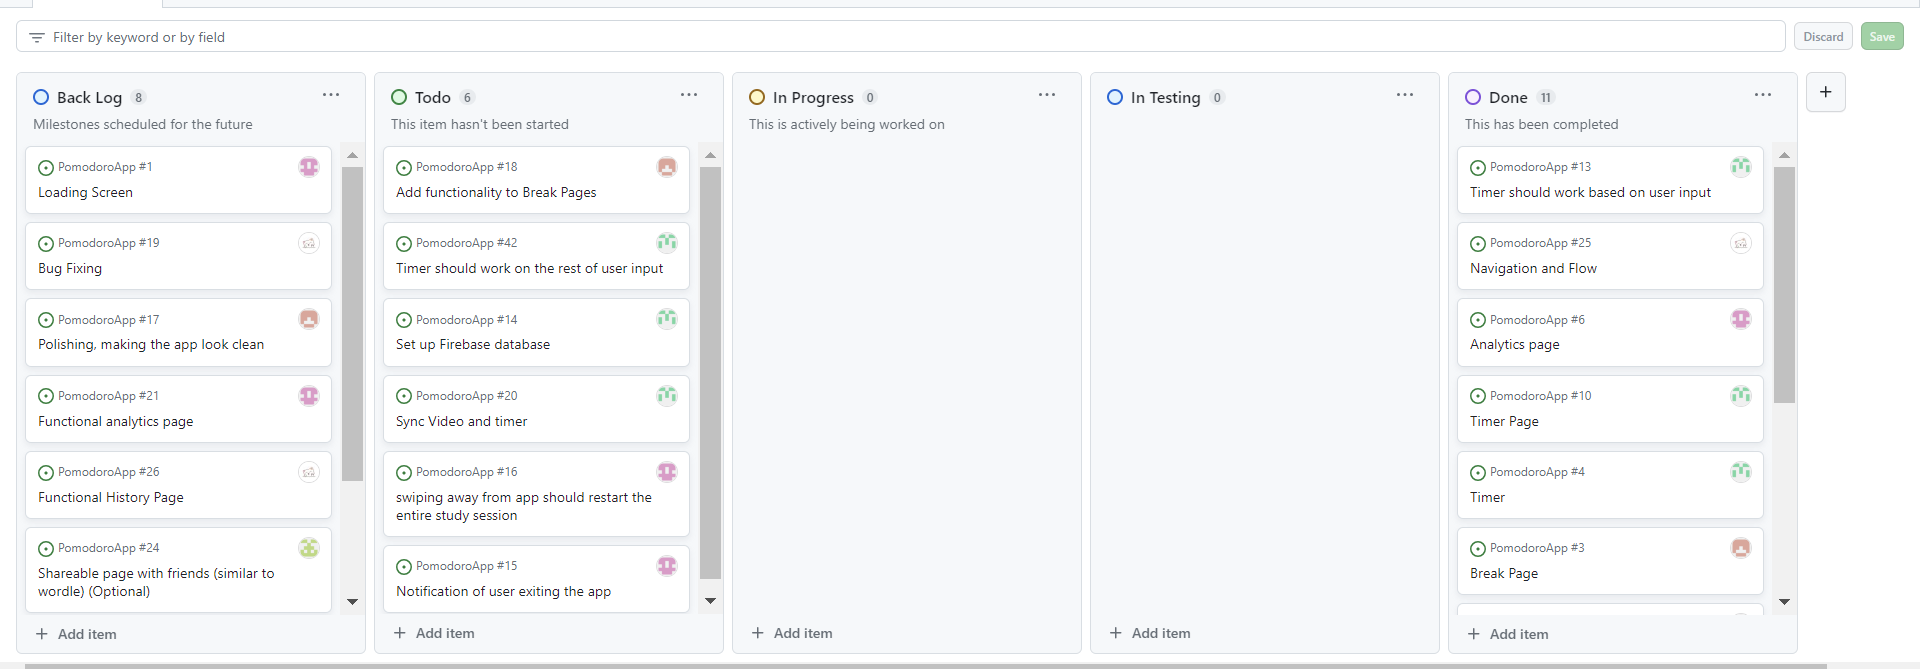 Filter by keyword or by field
Discard
Save
Back Log 8
Milestones scheduled for the future
PomodoroApp #1
Loading Screen
PomodoroApp #19
Bug Fixing
PomodoroApp #17
Polishing, making the app look clean
PomodoroApp #21
Functional analytics page
PomodoroApp #26
Functional History Page
PomodoroApp #24
Shareable page with friends (similar to
wordle) (Optional)
Add item
Todo 6
This item hasn't been started
PomodoroApp #18
Add functionality to Break Pages
PomodoroApp #42
Timer should work on the rest of user input
PomodoroApp #14
Set up Firebase database
PomodoroApp #20
Sync Video and timer
PomodoroApp #16
swiping away from app should restart the
entire study session
PomodoroApp #15
Notification of user exiting the app
Add item
In Progress 0
This is actively being worked on
Add item
In Testing 0
Add item
Done 11
This has been completed
PomodoroApp #13
Timer should work based on user input
PomodoroApp #25
Navigation and Flow
PomodoroApp #6
Analytics page
PomodoroApp #10
Timer Page
PomodoroApp #4
Timer
PomodoroApp #3
Break Page
Add item